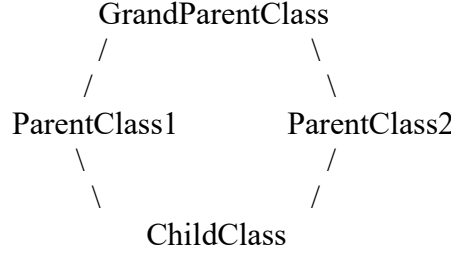 GrandParentClass
/ \
/ \
ParentClass1 ParentClass2
\ /
\ /
ChildClass